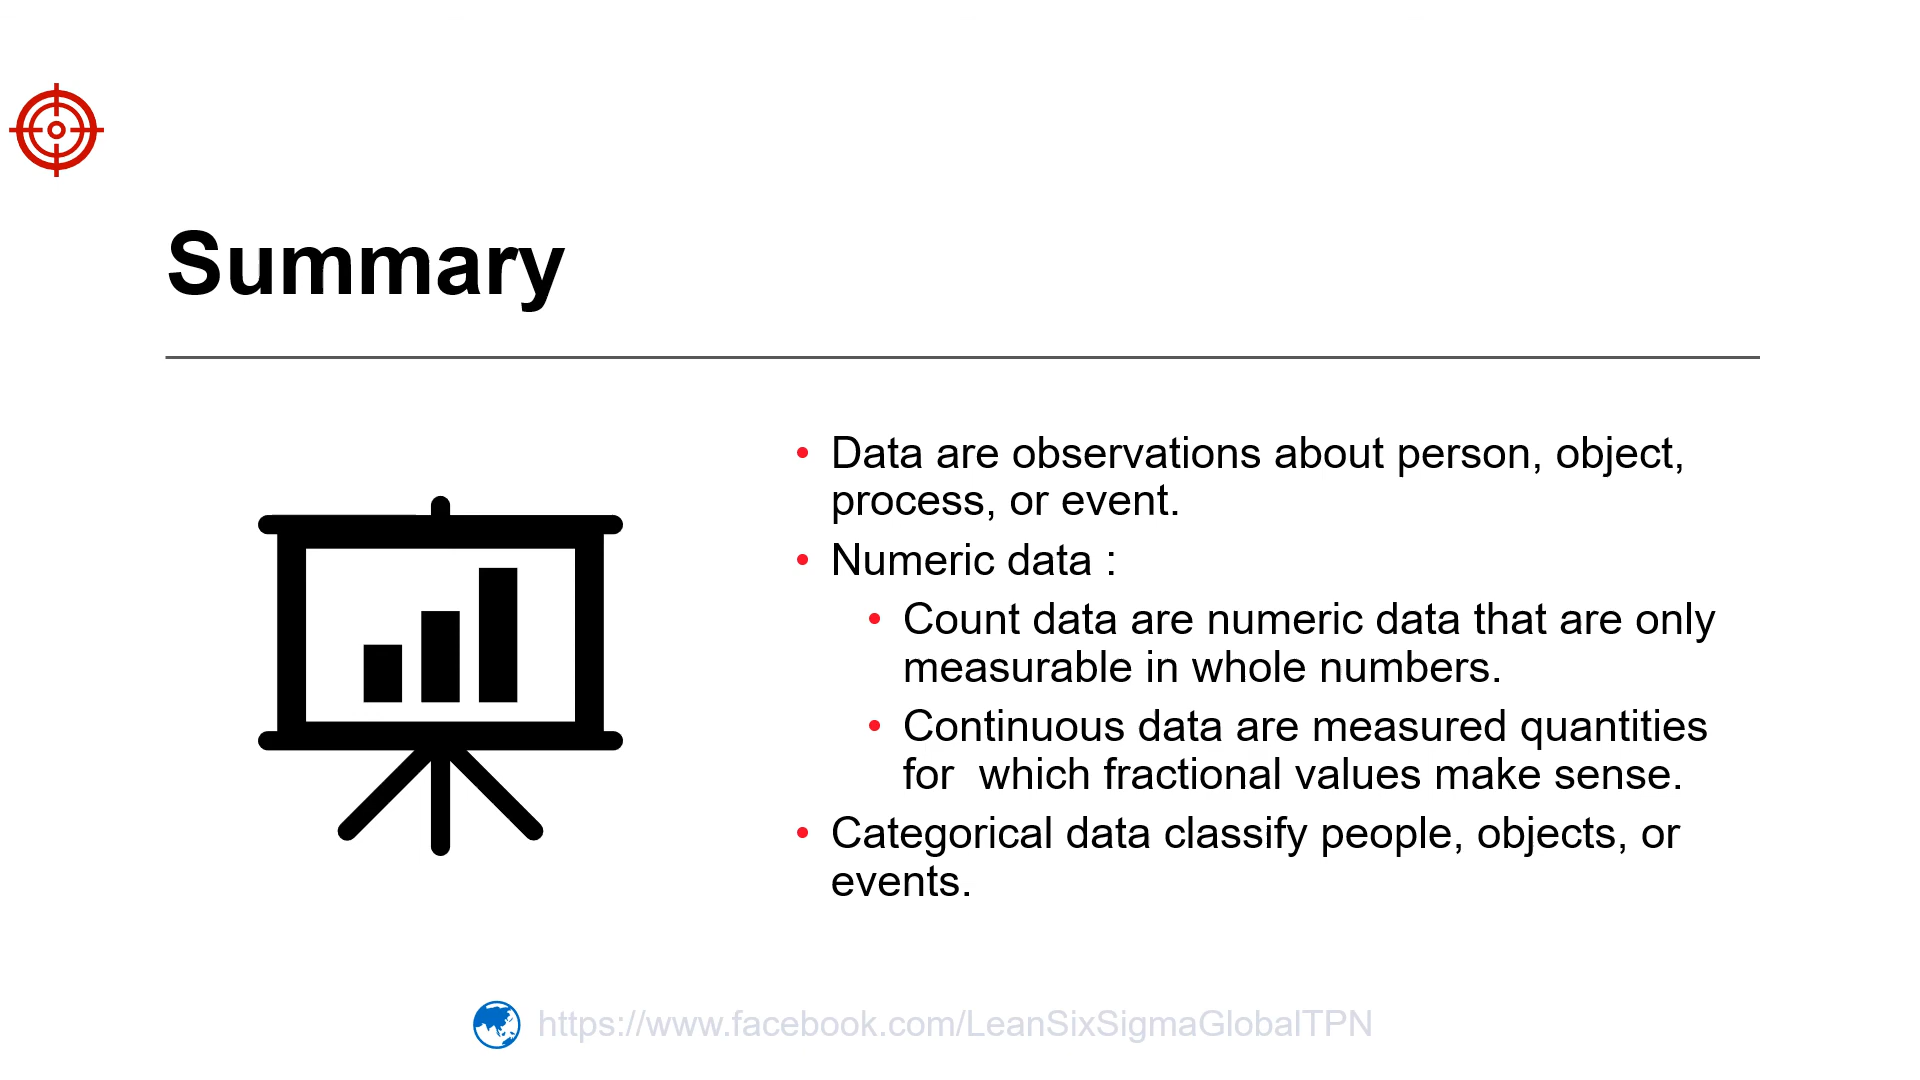 Summary
• Data are observations about person, object,
process, or event.
• Numeric data :
• Count data are numeric data that are only
measurable in whole numbers.
• Continuous data are measured quantities
for  which fractional values make sense.
• Categorical data classify people, objects, or
events.
https://www.facebook.com/LeanSixSigmaGlobalTPN